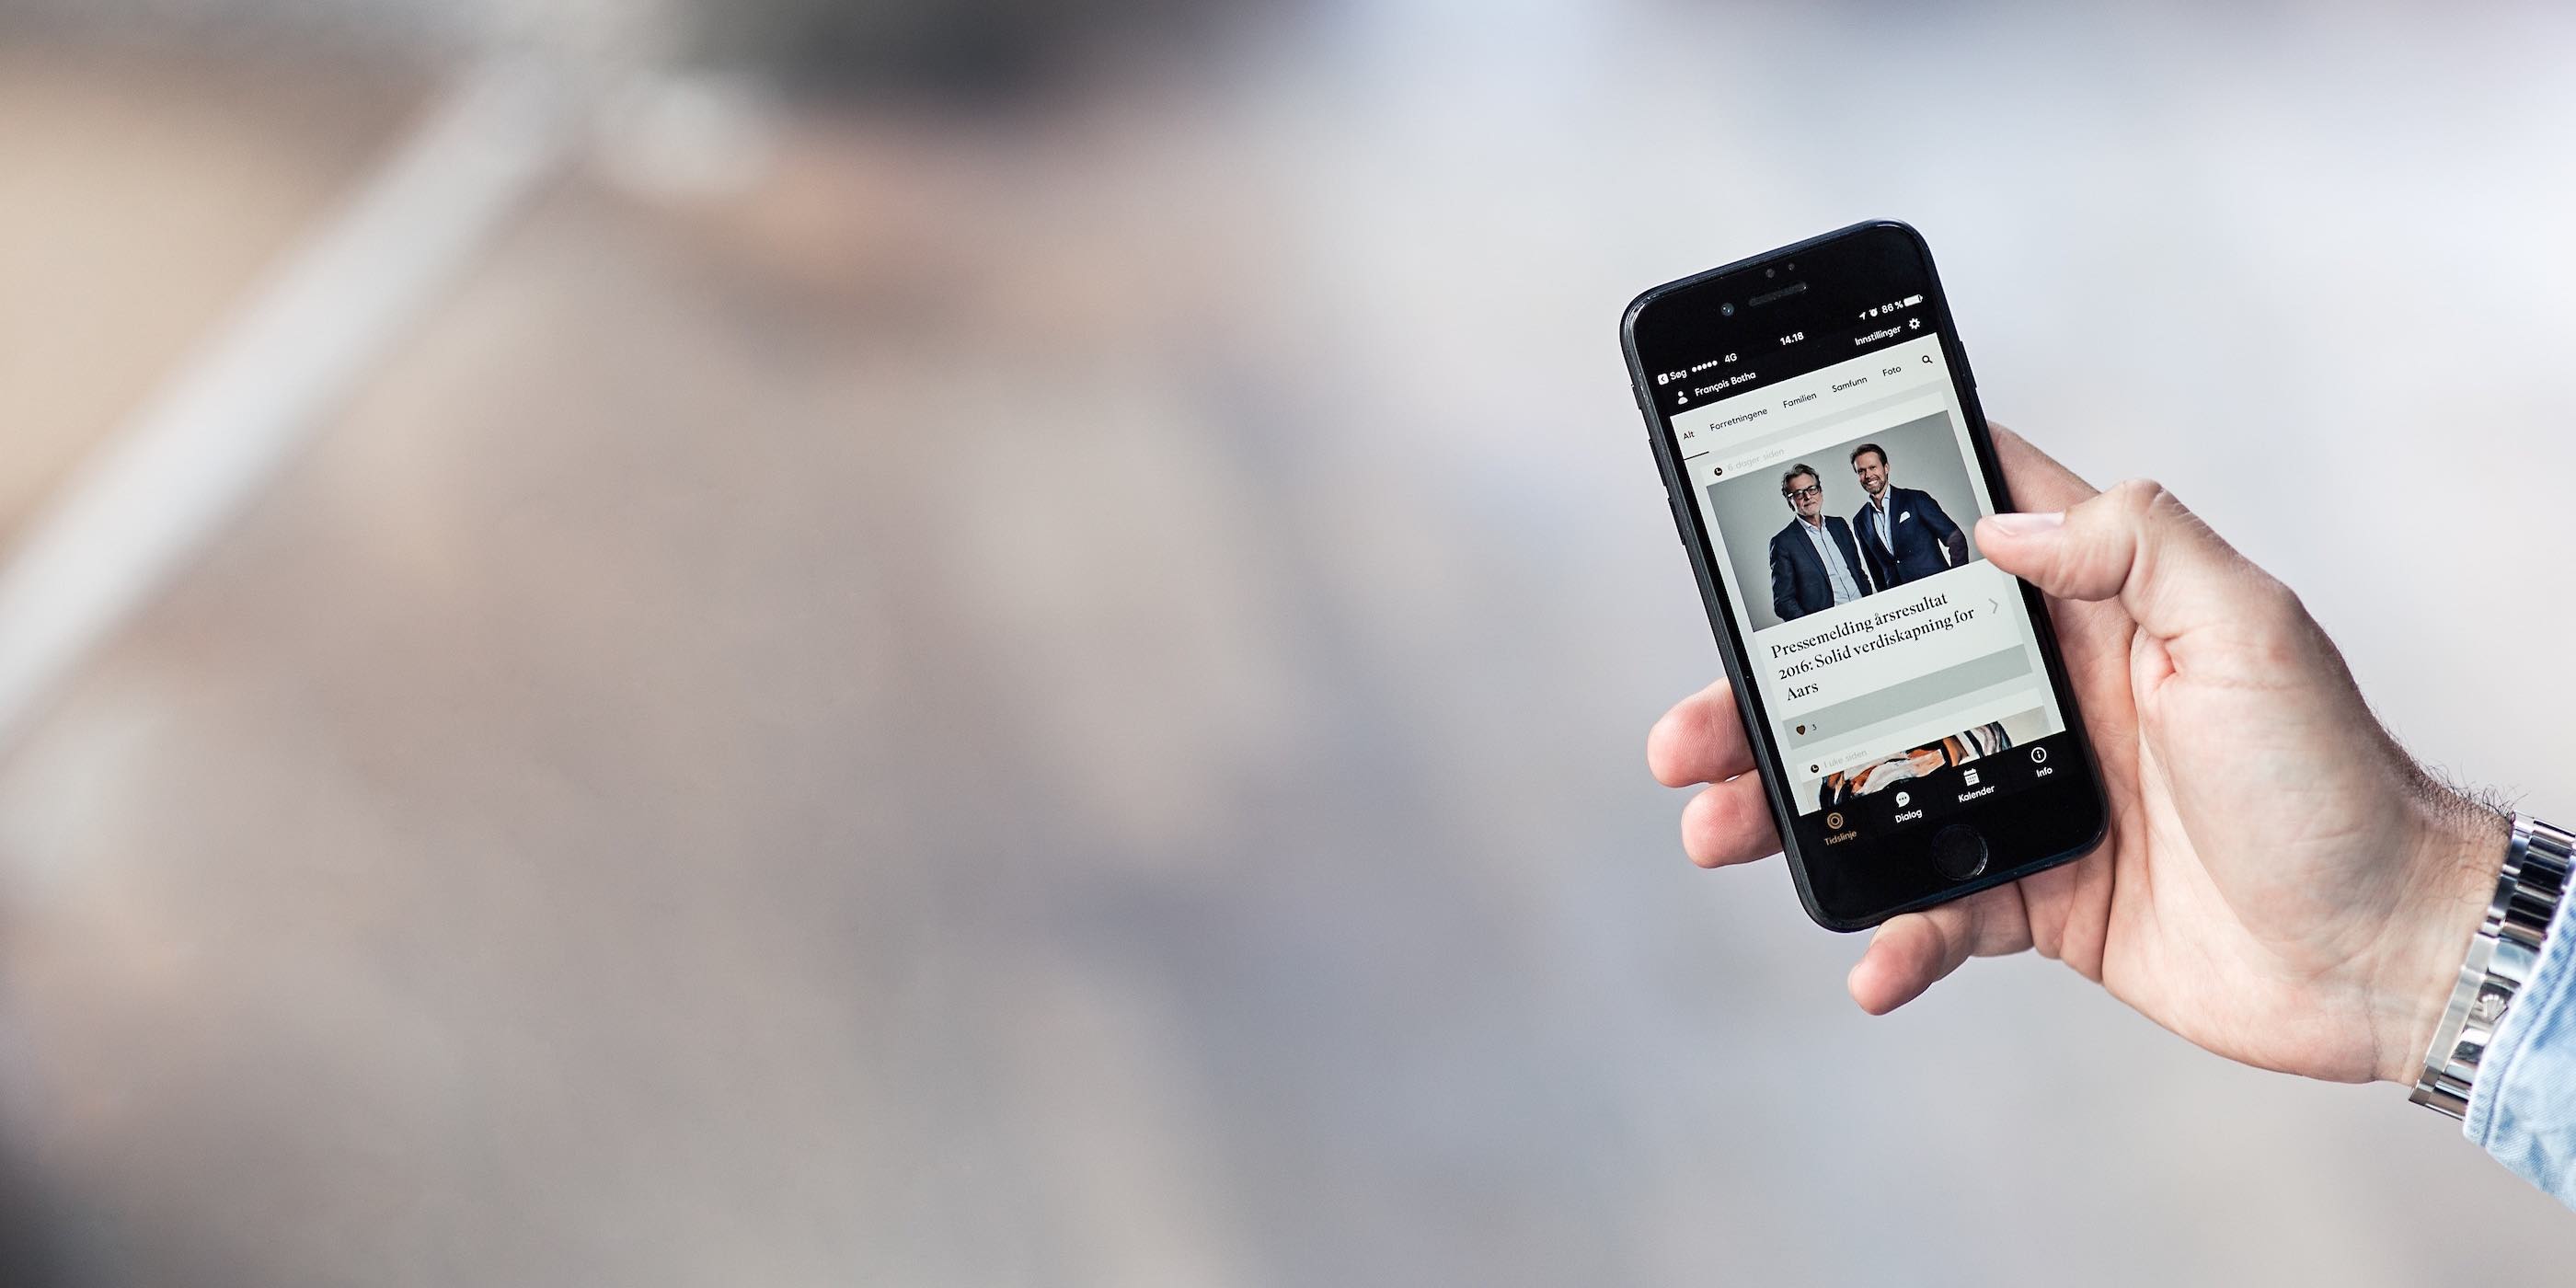 Søg 4G 14.18 86 %
François Botha Innstillinger
Alt Forretningene Familien Samfunn Foto
6 dager siden
Pressemelding årsresultat
2016: Solid verdiskapning for
Aars
3
1 uke siden
Tidslinje Dialog Kalender Info